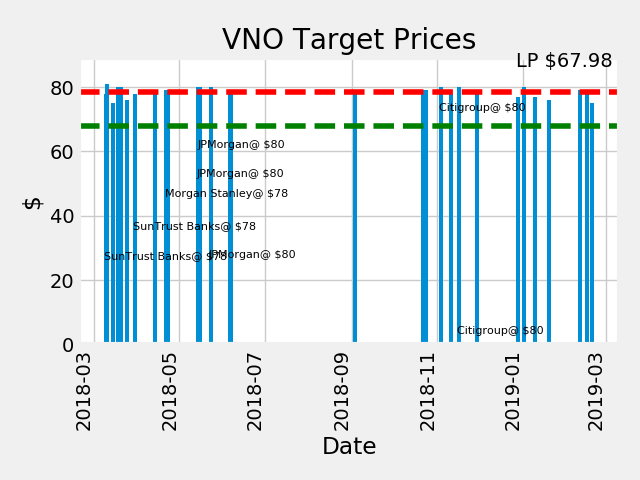 VNO Target Prices
LP $67.98
80
60
40
20
0
$
Citigroup@ $80
JPMorgan@ $80
JPMorgan@ $80
Morgan Stanley@ $78
SunTrust Banks@ $78
SunTrust Banks@ $78
JPMorgan@ $80
Citigroup@ $80
2018-03
2018-05
2018-07
2018-09
2018-11
2019-01
2019-03
Date